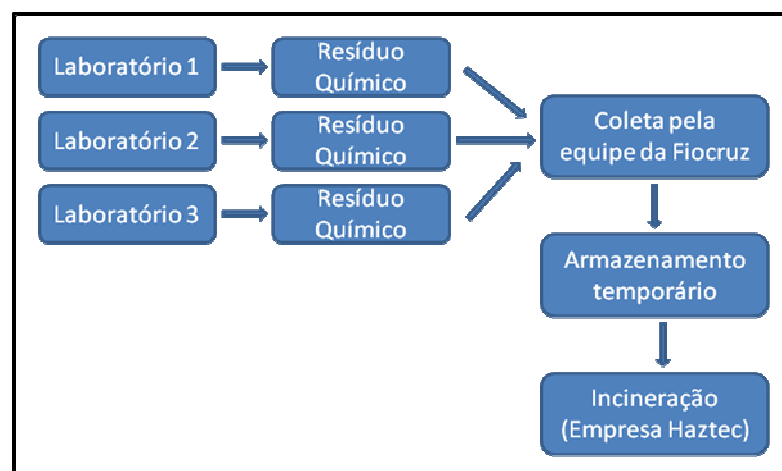 Laboratório 1
Resíduo
Químico
Laboratório 2
Resíduo
Químico
Laboratório 3
Resíduo
Químico
Coleta pela
equipe da Fiocruz
Armazenamento
temporário
Incineração
(Empresa Haztec)